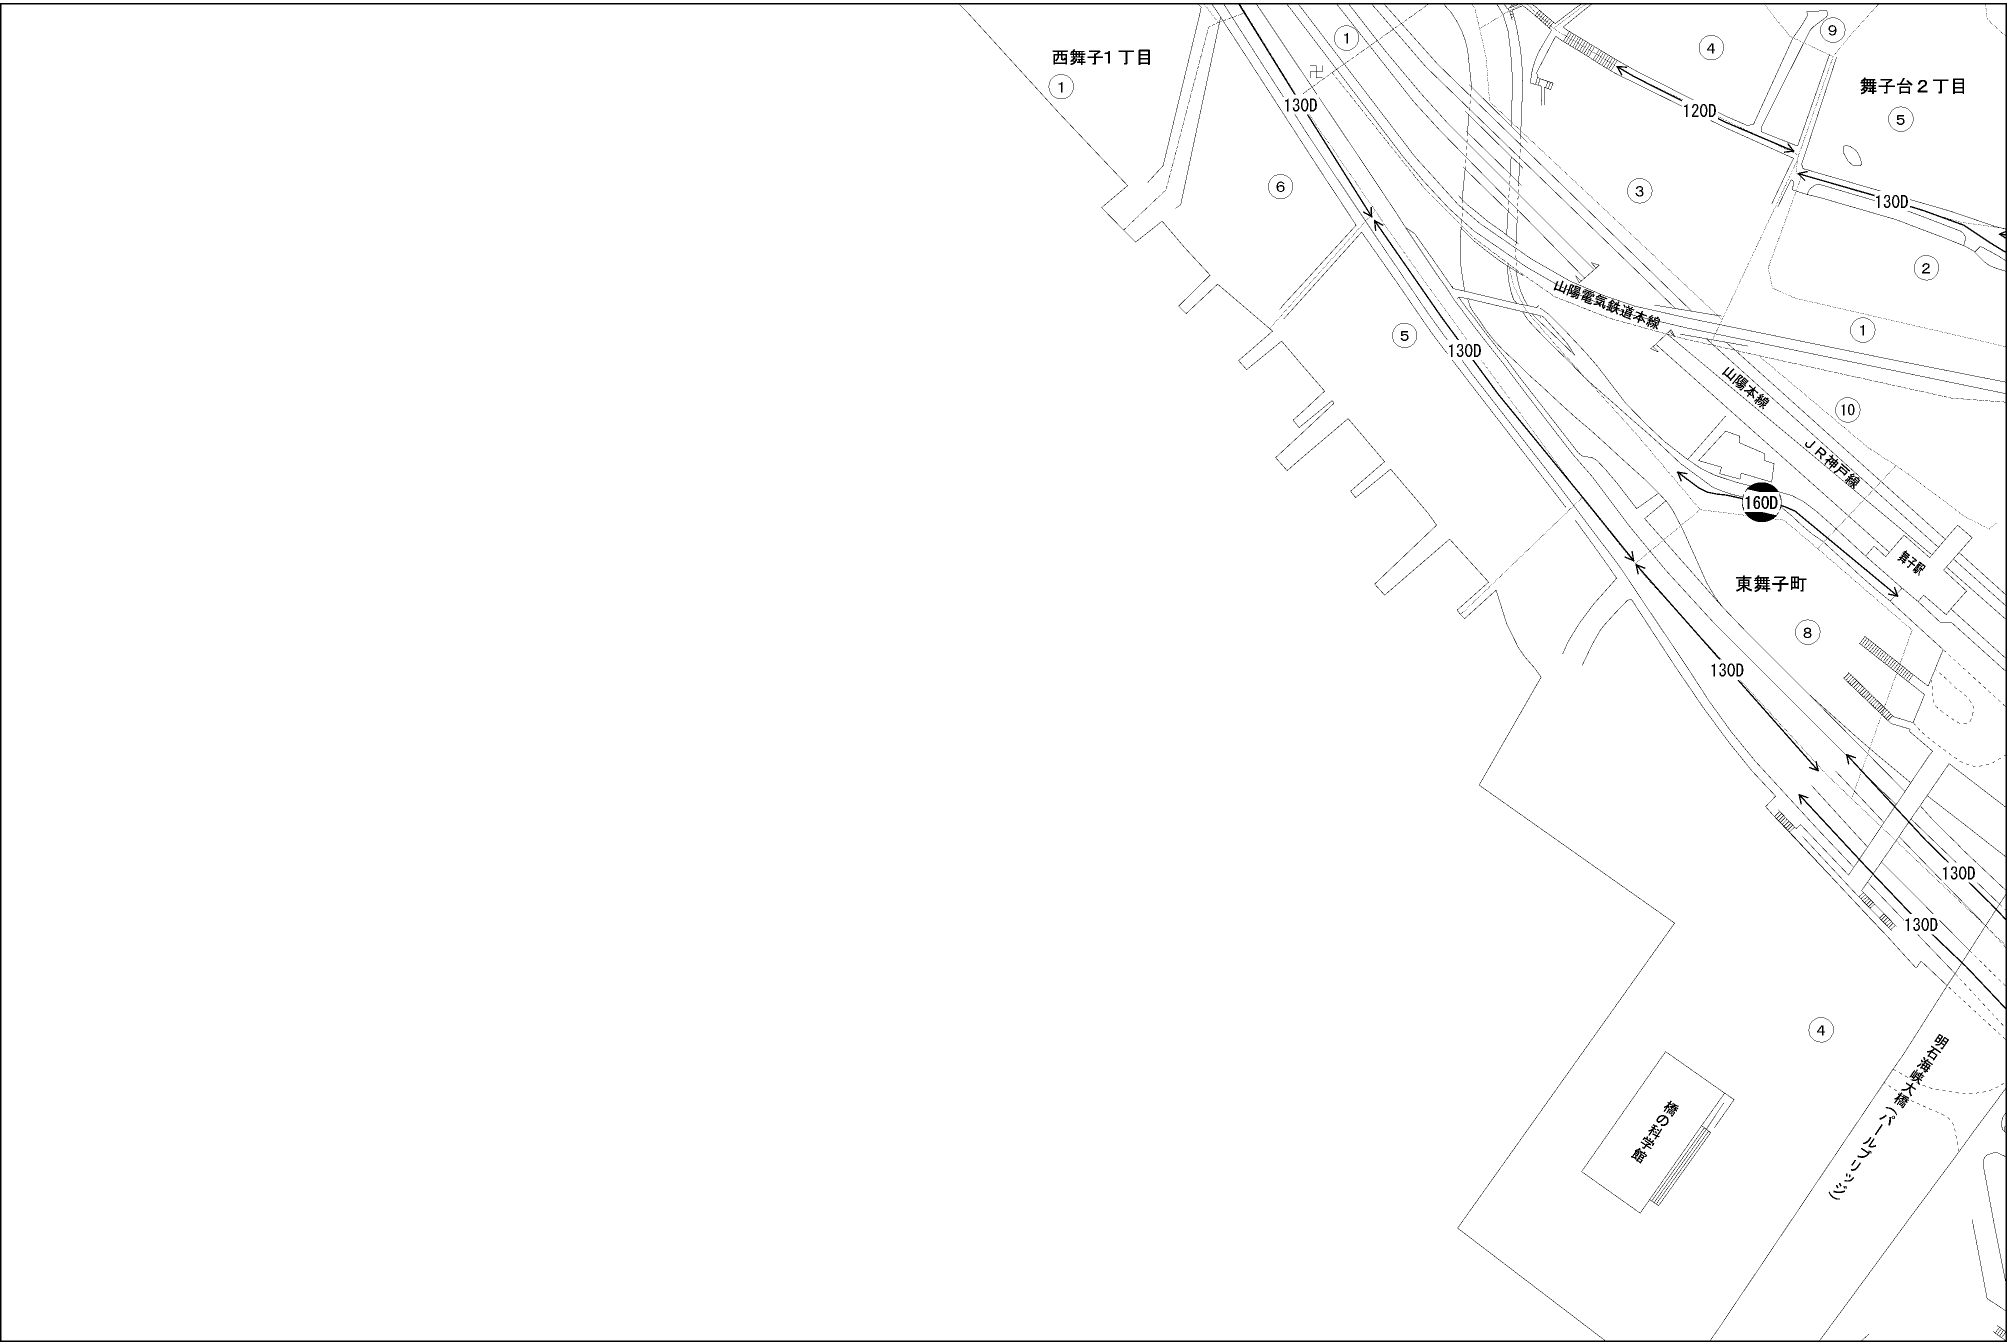 西舞子1丁目
①
①
④
⑨
舞子台2丁目
⑤
130D
120D
⑥
③
130D
②
⑤
130D
山陽電気鉄道本線
①
山陽本線
⑩
JR神戸線
160D
舞子駅
東舞子町
⑧
130D
130D
130D
④
明石海峡大橋(パールブリッジ)
橋の科学館